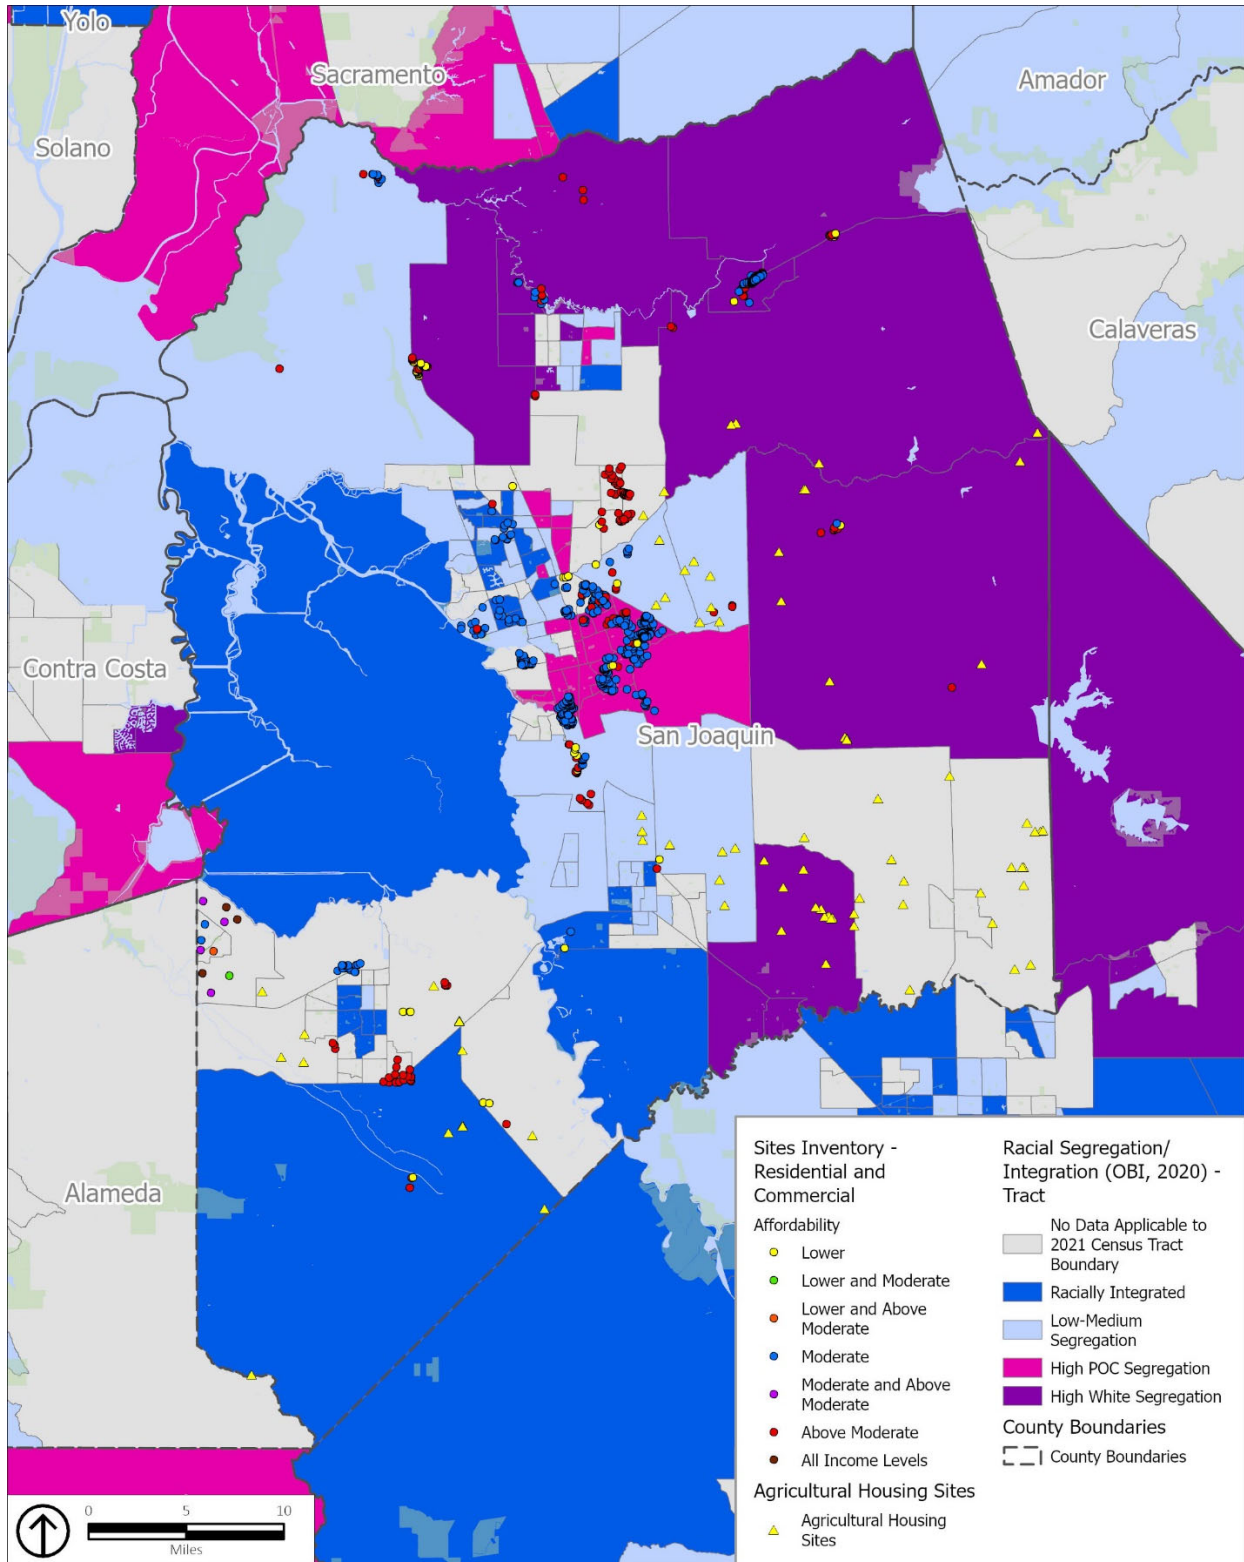 Yolo
Sacramento
Amador
Solano
Calaveras
Contra Costa
San Joaquin
Alameda
Sites Inventory -
Residential and
Commercial
Affordability
Lower
Lower and Moderate
Lower and Above
Moderate
Moderate
Moderate and Above
Moderate
Above Moderate
All Income Levels
Agricultural Housing Sites
Agricultural Housing
Sites
Racial Segregation/
Integration (OBI, 2020) -
Tract
No Data Applicable to
2021 Census Tract
Boundary
Racially Integrated
Low-Medium
Segregation
High POC Segregation
High White Segregation
County Boundaries
County Boundaries
0 5 10
Miles